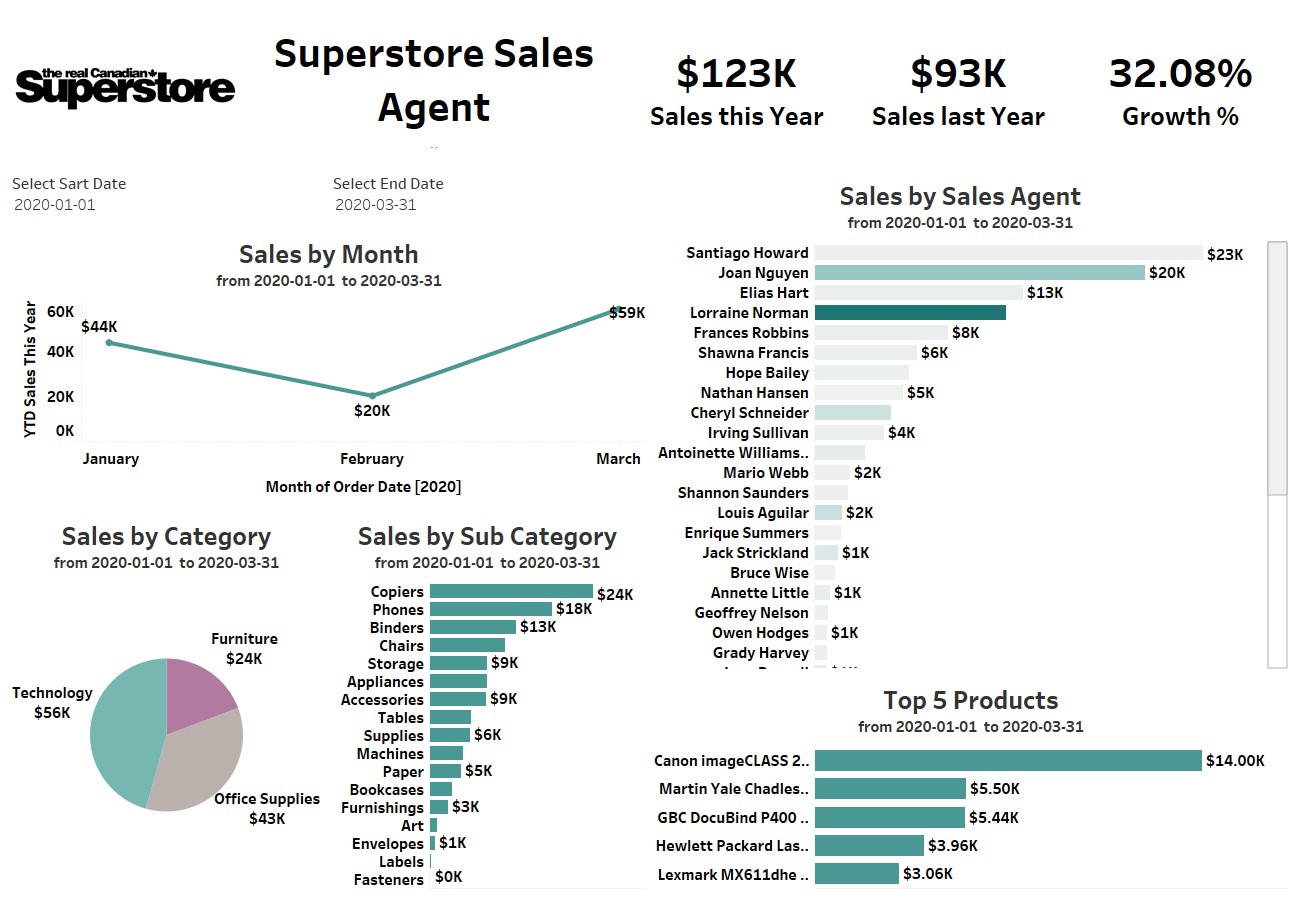 the real Canadian
Superstore
Superstore Sales
Agent
..
$123K
Sales this Year
$93K
Sales last Year
32.08%
Growth %
Select Sart Date
2020-01-01
Select End Date
2020-03-31
Sales by Month
from 2020-01-01 to 2020-03-31
YTD Sales This Year
60K
40K
20K
0K
$44K
$20K
$59K
January
February
March
Month of Order Date [2020]
Sales by Category
from 2020-01-01 to 2020-03-31
Furniture
$24K
Technology
$56K
Office Supplies
$43K
Sales by Sub Category
from 2020-01-01 to 2020-03-31
Copiers $24K
Phones $18K
Binders $13K
Chairs
Storage $9K
Appliances
Accessories $9K
Tables
Supplies $6K
Machines
Paper $5K
Bookcases
Furnishings $3K
Art
Envelopes $1K
Labels
Fasteners $0K
Sales by Sales Agent
from 2020-01-01 to 2020-03-31
Santiago Howard $23K
Joan Nguyen $20K
Elias Hart $13K
Lorraine Norman
Frances Robbins $8K
Shawna Francis $6K
Hope Bailey
Nathan Hansen $5K
Cheryl Schneider
Irving Sullivan $4K
Antoinette Williams..
Mario Webb $2K
Shannon Saunders
Louis Aguilar $2K
Enrique Summers
Jack Strickland $1K
Bruce Wise
Annette Little $1K
Geoffrey Nelson
Owen Hodges $1K
Grady Harvey
Top 5 Products
from 2020-01-01 to 2020-03-31
Canon imageCLASS 2.. $14.00K
Martin Yale Chadles.. $5.50K
GBC DocuBind P400 .. $5.44K
Hewlett Packard Las.. $3.96K
Lexmark MX611dhe .. $3.06K